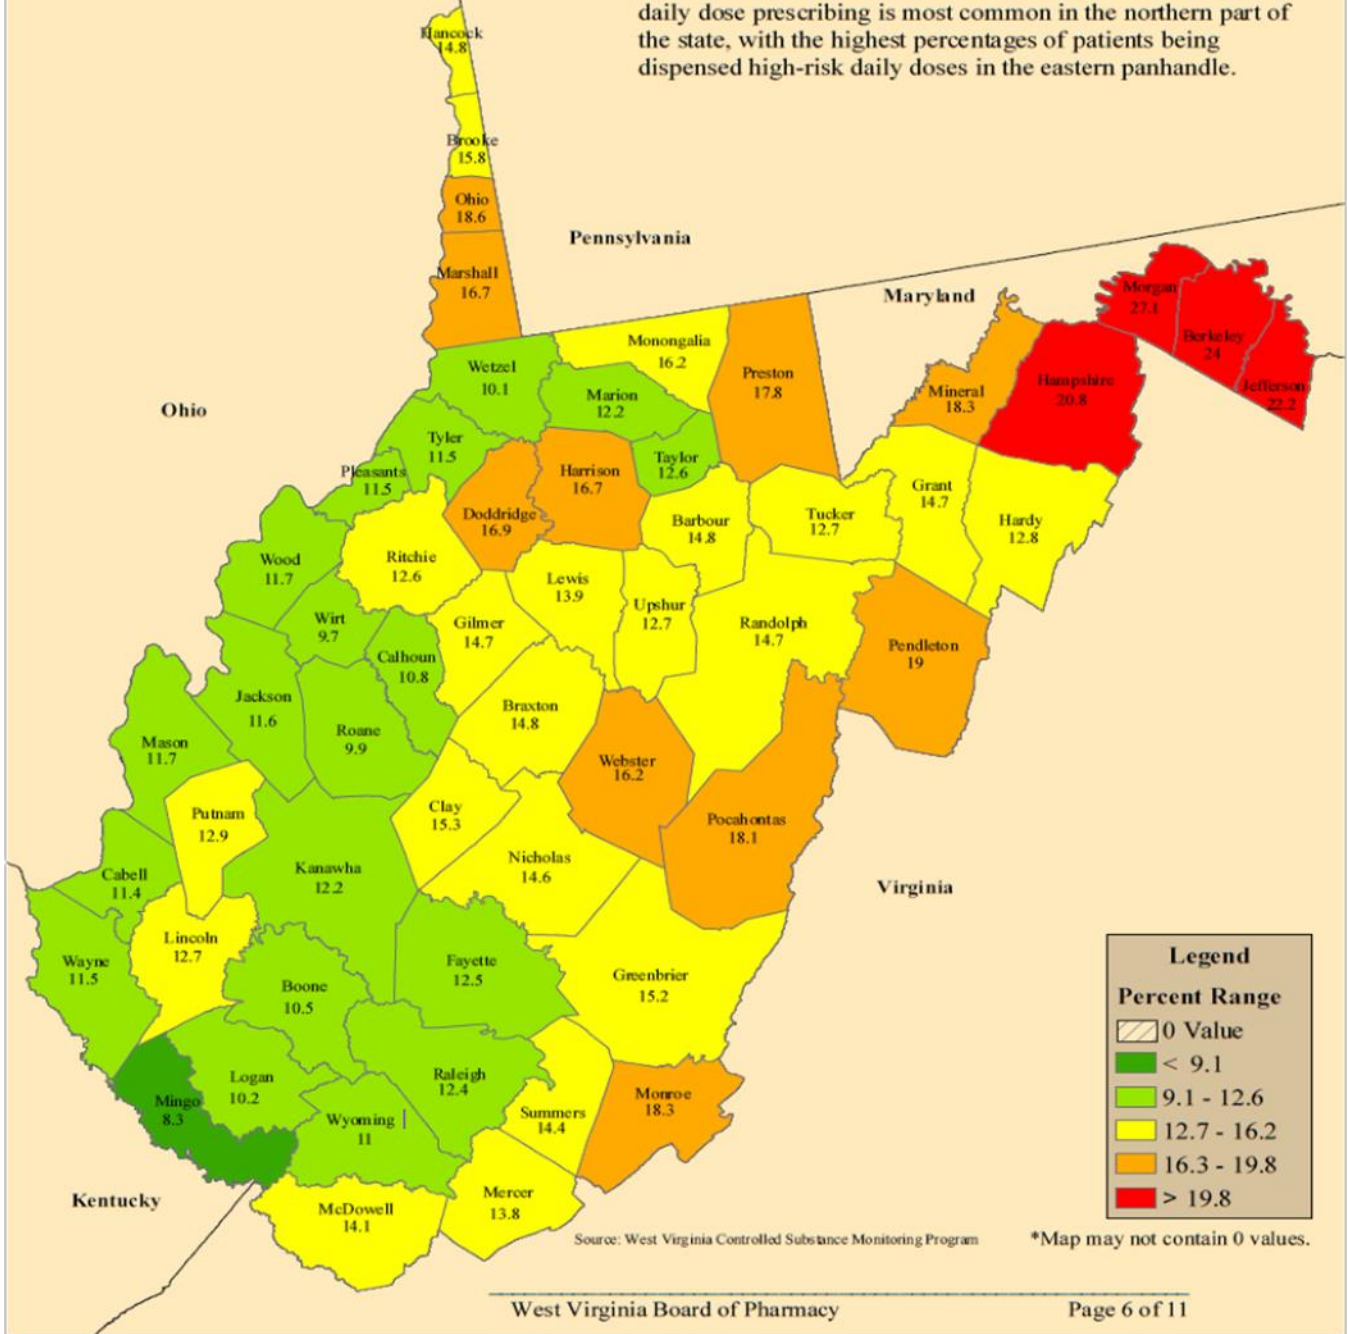 daily dose prescribing is most common in the northern part of
the state, with the highest percentages of patients being
dispensed high-risk daily doses in the eastern panhandle.
Hancock
14.8
Brooke
15.8
Ohio
18.6
Pennsylvania
Marshall
16.7
Maryland
Morgan
27.1
Berkeley
24
Jefferson
22.2
Monongalia
16.2
Preston
17.8
Hampshire
20.8
Mineral
18.3
Wetzel
10.1
Marion
12.2
Ohio
Tyler
11.5
Pleasants
11.5
Doddridge
16.9
Harrison
16.7
Taylor
12.6
Barbour
14.8
Tucker
12.7
Grant
14.7
Hardy
12.8
Wood
11.7
Ritchie
12.6
Lewis
13.9
Upshur
12.7
Randolph
14.7
Pendleton
19
Wirt
9.7
Gilmer
14.7
Calhoun
10.8
Jackson
11.6
Roane
9.9
Braxton
14.8
Mason
11.7
Webster
16.2
Pocahontas
18.1
Putnam
12.9
Clay
15.3
Nicholas
14.6
Kanawha
12.2
Cabell
11.4
Virginia
Wayne
11.5
Lincoln
12.7
Boone
10.5
Fayette
12.5
Greenbrier
15.2
Logan
10.2
Raleigh
12.4
Mingo
8.3
Wyoming
11
Summers
14.4
Monroe
18.3
Kentucky
McDowell
14.1
Mercer
13.8
Legend
Percent Range
0 Value
< 9.1
9.1 - 12.6
12.7 - 16.2
16.3 - 19.8
> 19.8
Source: West Virginia Controlled Substance Monitoring Program
*Map may not contain 0 values.
West Virginia Board of Pharmacy
Page 6 of 11